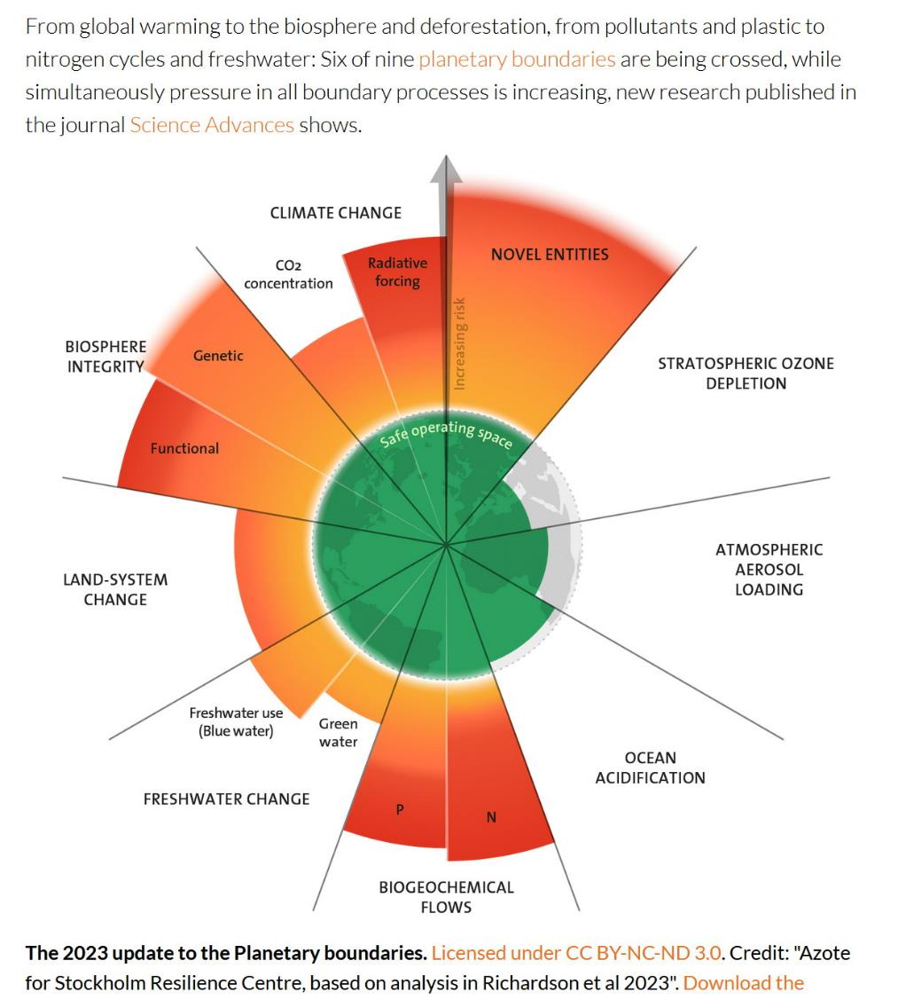 From global warming to the biosphere and deforestation, from pollutants and plastic to
nitrogen cycles and freshwater: Six of nine planetary boundaries are being crossed, while
simultaneously pressure in all boundary processes is increasing, new research published in
the journal Science Advances shows.
CLIMATE CHANGE
CO2
concentration
Radiative
forcing
NOVEL ENTITIES
Increasing risk
BIOSPHERE
INTEGRITY
Genetic
Functional
STRATOSPHERIC OZONE
DEPLETION
Safe operating space
ATMOSPHERIC
AEROSOL
LOADING
LAND-SYSTEM
CHANGE
Freshwater use
(Blue water)
Green
water
FRESHWATER CHANGE
P
N
OCEAN
ACIDIFICATION
BIOGEOCHEMICAL
FLOWS
The 2023 update to the Planetary boundaries. Licensed under CC BY-NC-ND 3.0. Credit: "Azote
for Stockholm Resilience Centre, based on analysis in Richardson et al 2023". Download the